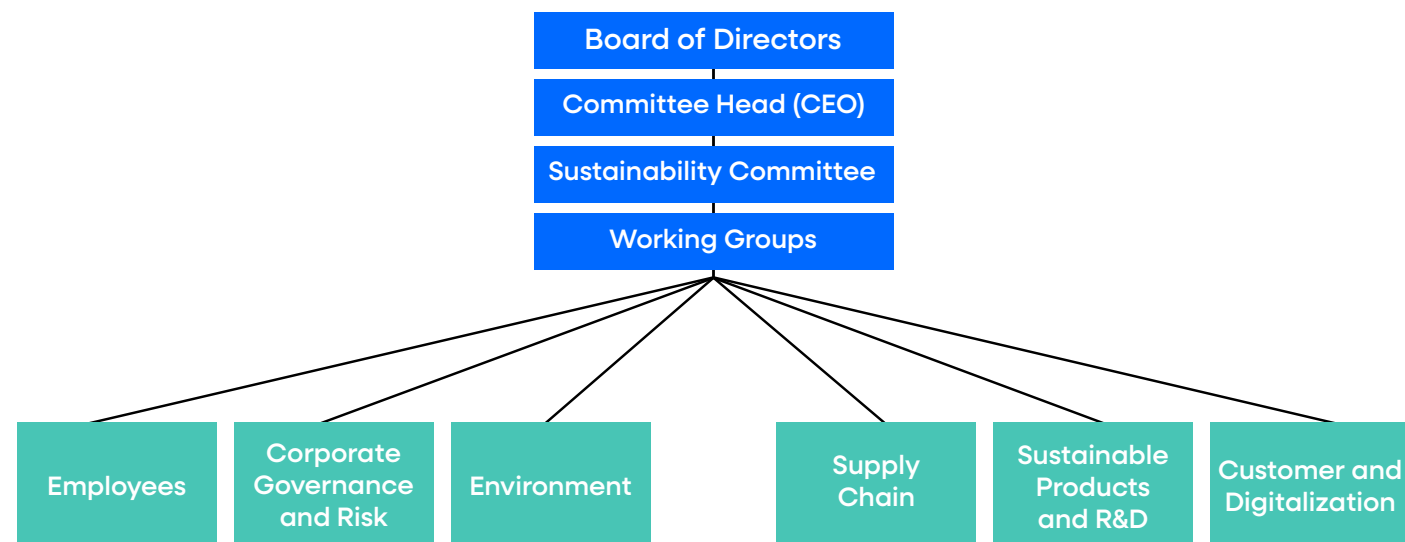 Board of Directors
Committee Head (CEO)
Sustainability Committee
Working Groups
Employees
Corporate
Governance
and Risk
Environment
Supply
Chain
Sustainable
Products
and R&D
Customer and
Digitalization